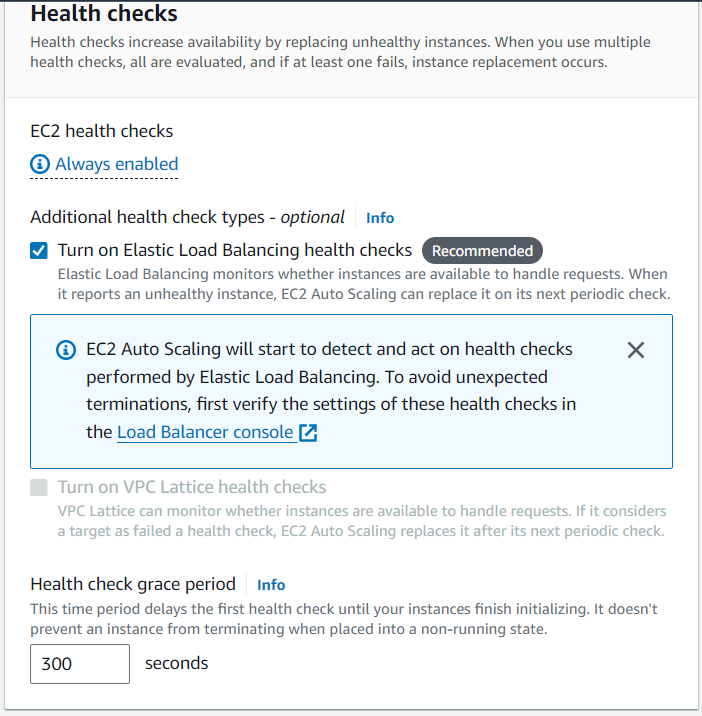 Health checks
Health checks increase availability by replacing unhealthy instances. When you use multiple
health checks, all are evaluated, and if at least one fails, instance replacement occurs.
EC2 health checks
Always enabled
Additional health check types - optional Info
Turn on Elastic Load Balancing health checks Recommended
Elastic Load Balancing monitors whether instances are available to handle requests. When
it reports an unhealthy instance, EC2 Auto Scaling can replace it on its next periodic check.
EC2 Auto Scaling will start to detect and act on health checks
performed by Elastic Load Balancing. To avoid unexpected
terminations, first verify the settings of these health checks in
the Load Balancer console
Turn on VPC Lattice health checks
VPC Lattice can monitor whether instances are available to handle requests. If it considers
a target as failed a health check, EC2 Auto Scaling replaces it after its next periodic check.
Health check grace period Info
This time period delays the first health check until your instances finish initializing. It doesn't
prevent an instance from terminating when placed into a non-running state.
300 seconds